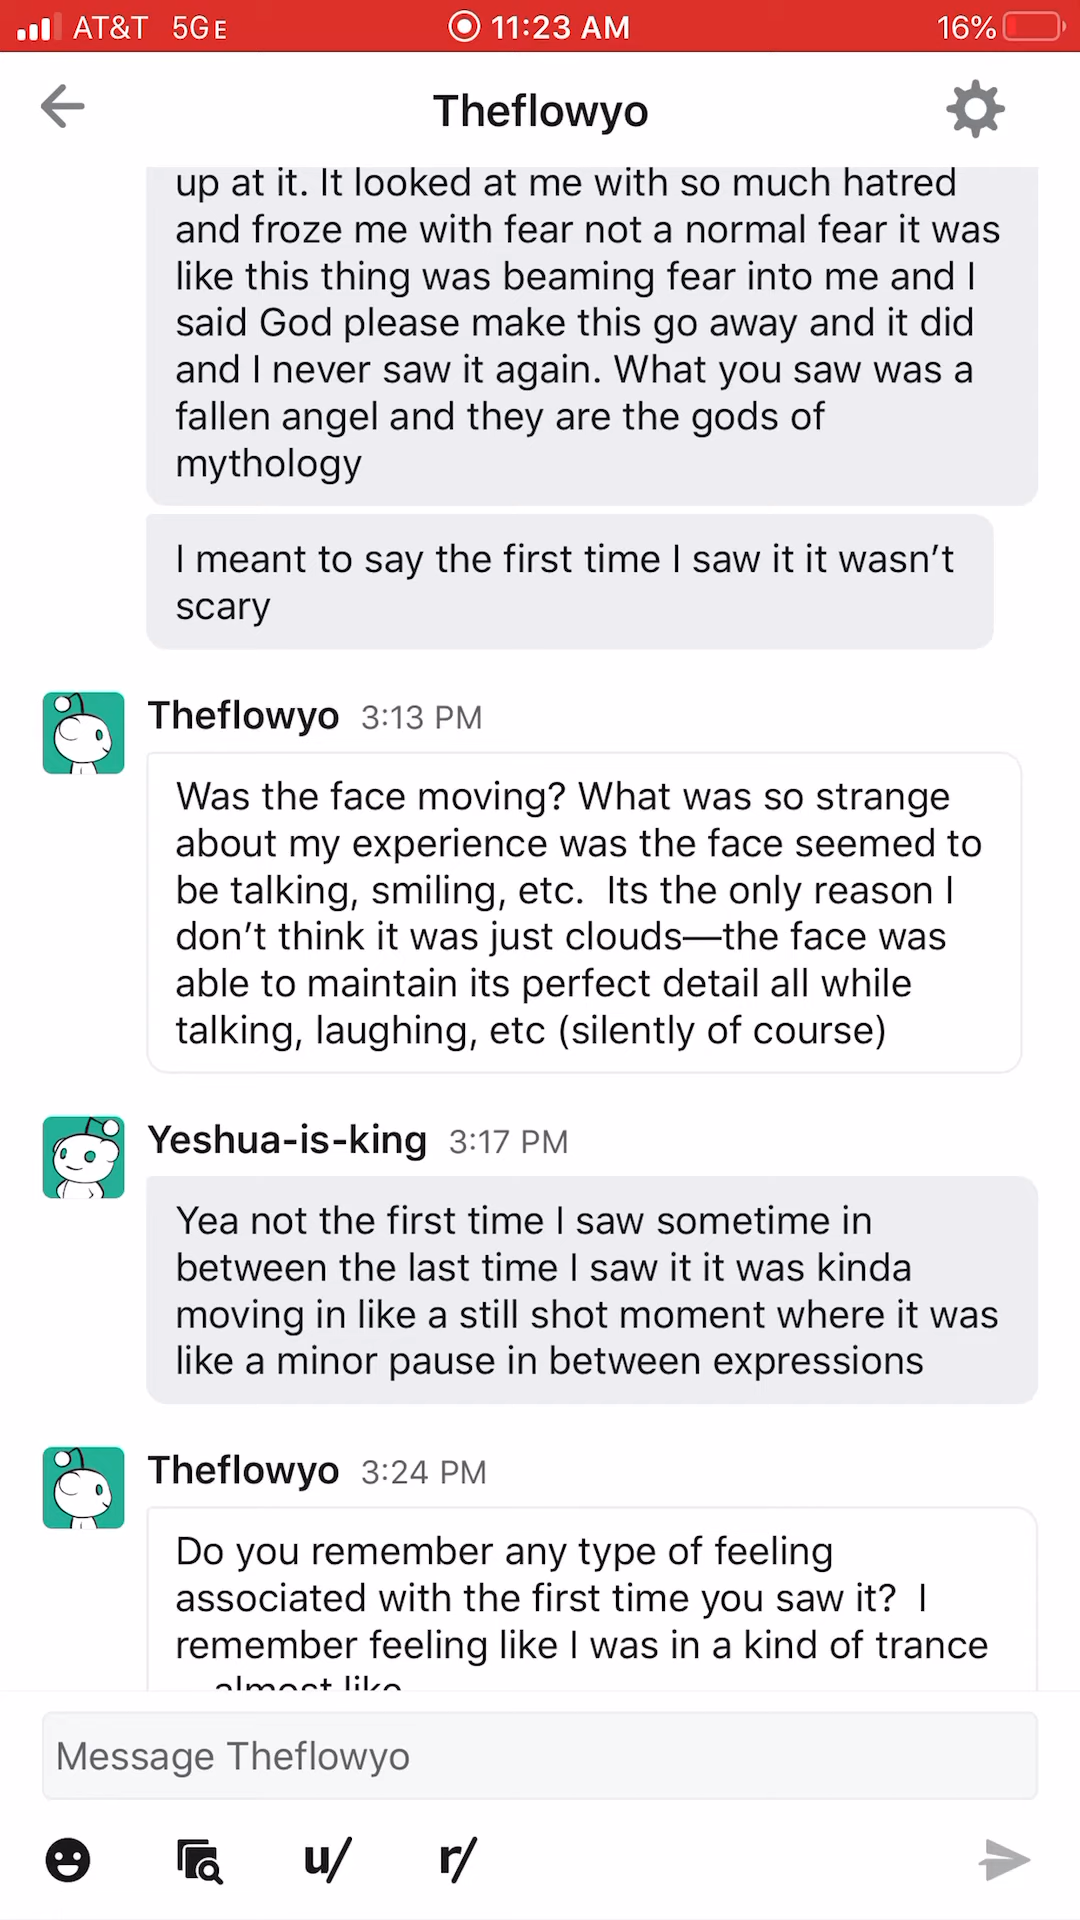 AT&T 5GE 11:23 AM 16%
Theflowyo
up at it. It looked at me with so much hatred
and froze me with fear not a normal fear it was
like this thing was beaming fear into me and I
said God please make this go away and it did
and I never saw it again. What you saw was a
fallen angel and they are the gods of
mythology
I meant to say the first time I saw it it wasn’t
scary
Theflowyo 3:13 PM
Was the face moving? What was so strange
about my experience was the face seemed to
be talking, smiling, etc.  Its the only reason I
don’t think it was just clouds—the face was
able to maintain its perfect detail all while
talking, laughing, etc (silently of course)
Yeshua-is-king 3:17 PM
Yea not the first time I saw sometime in
between the last time I saw it it was kinda
moving in like a still shot moment where it was
like a minor pause in between expressions
Theflowyo 3:24 PM
Do you remember any type of feeling
associated with the first time you saw it?  I
remember feeling like I was in a kind of trance
almost like
Message Theflowyo
u/ r/